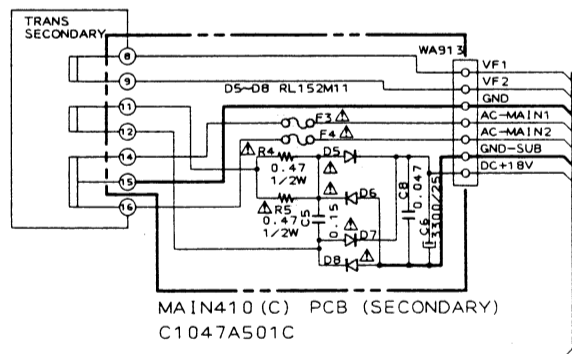 TRANS
SECONDARY
8
9
11
12
14
15
16
WA913
VF1
VF2
GND
AC-MAIN1
AC-MAIN2
GND-SUB
DC+18V
D5~D8 RL152M11
F3
F4
R4
0.47
1/2W
R5
0.47
1/2W
D5
D6
D7
D8
C5
0.15
C8
0.047
C6
3300/25
MAIN410(C) PCB (SECONDARY)
C1047A501C